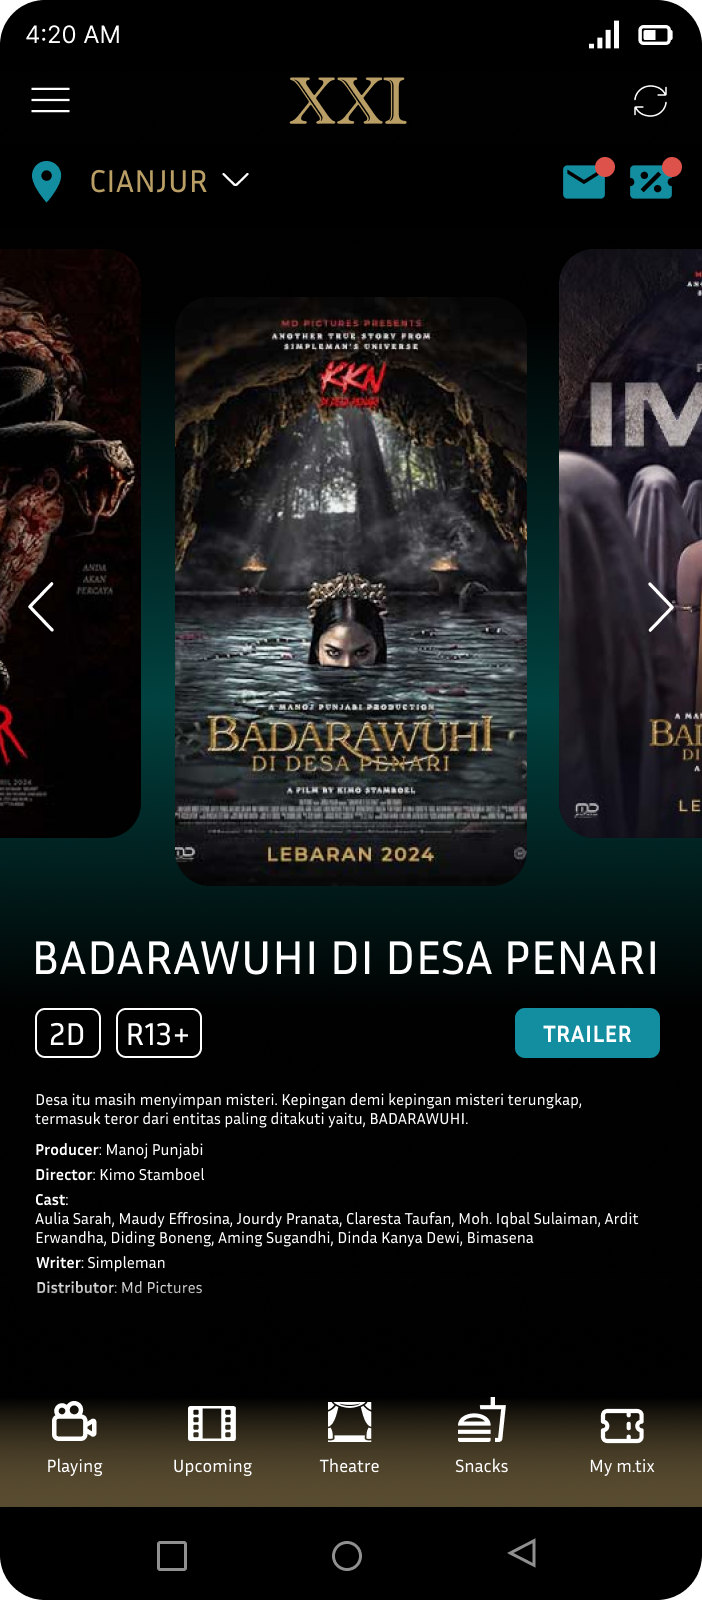 4:20 AM
XXI
CIANJUR
ANDA
AKAN
PERCAYA
MD PICTURES PRESENTS
ANOTHER TRUE STORY FROM
SIMPLEMAN'S UNIVERSE
KKN
DI DESA PENARI
A MANOJ PUNJABI PRODUCTION
BADARAWUHI
DI DESA PENARI
A FILM BY KIMO STAMBOEL
LEBARAN 2024
IM
BADARAWUHI DI DESA PENARI
2D
R13+
TRAILER
Desa itu masih menyimpan misteri. Kepingan demi kepingan misteri terungkap,
termasuk teror dari entitas paling ditakuti yaitu, BADARAWUHI.
Producer: Manoj Punjabi
Director: Kimo Stamboel
Cast:
Aulia Sarah, Maudy Effrosina, Jourdy Pranata, Claresta Taufan, Moh. Iqbal Sulaiman, Ardit
Erwandha, Diding Boneng, Aming Sugandhi, Dinda Kanya Dewi, Bimasena
Writer: Simpleman
Distributor: Md Pictures
Playing
Upcoming
Theatre
Snacks
My m.tix